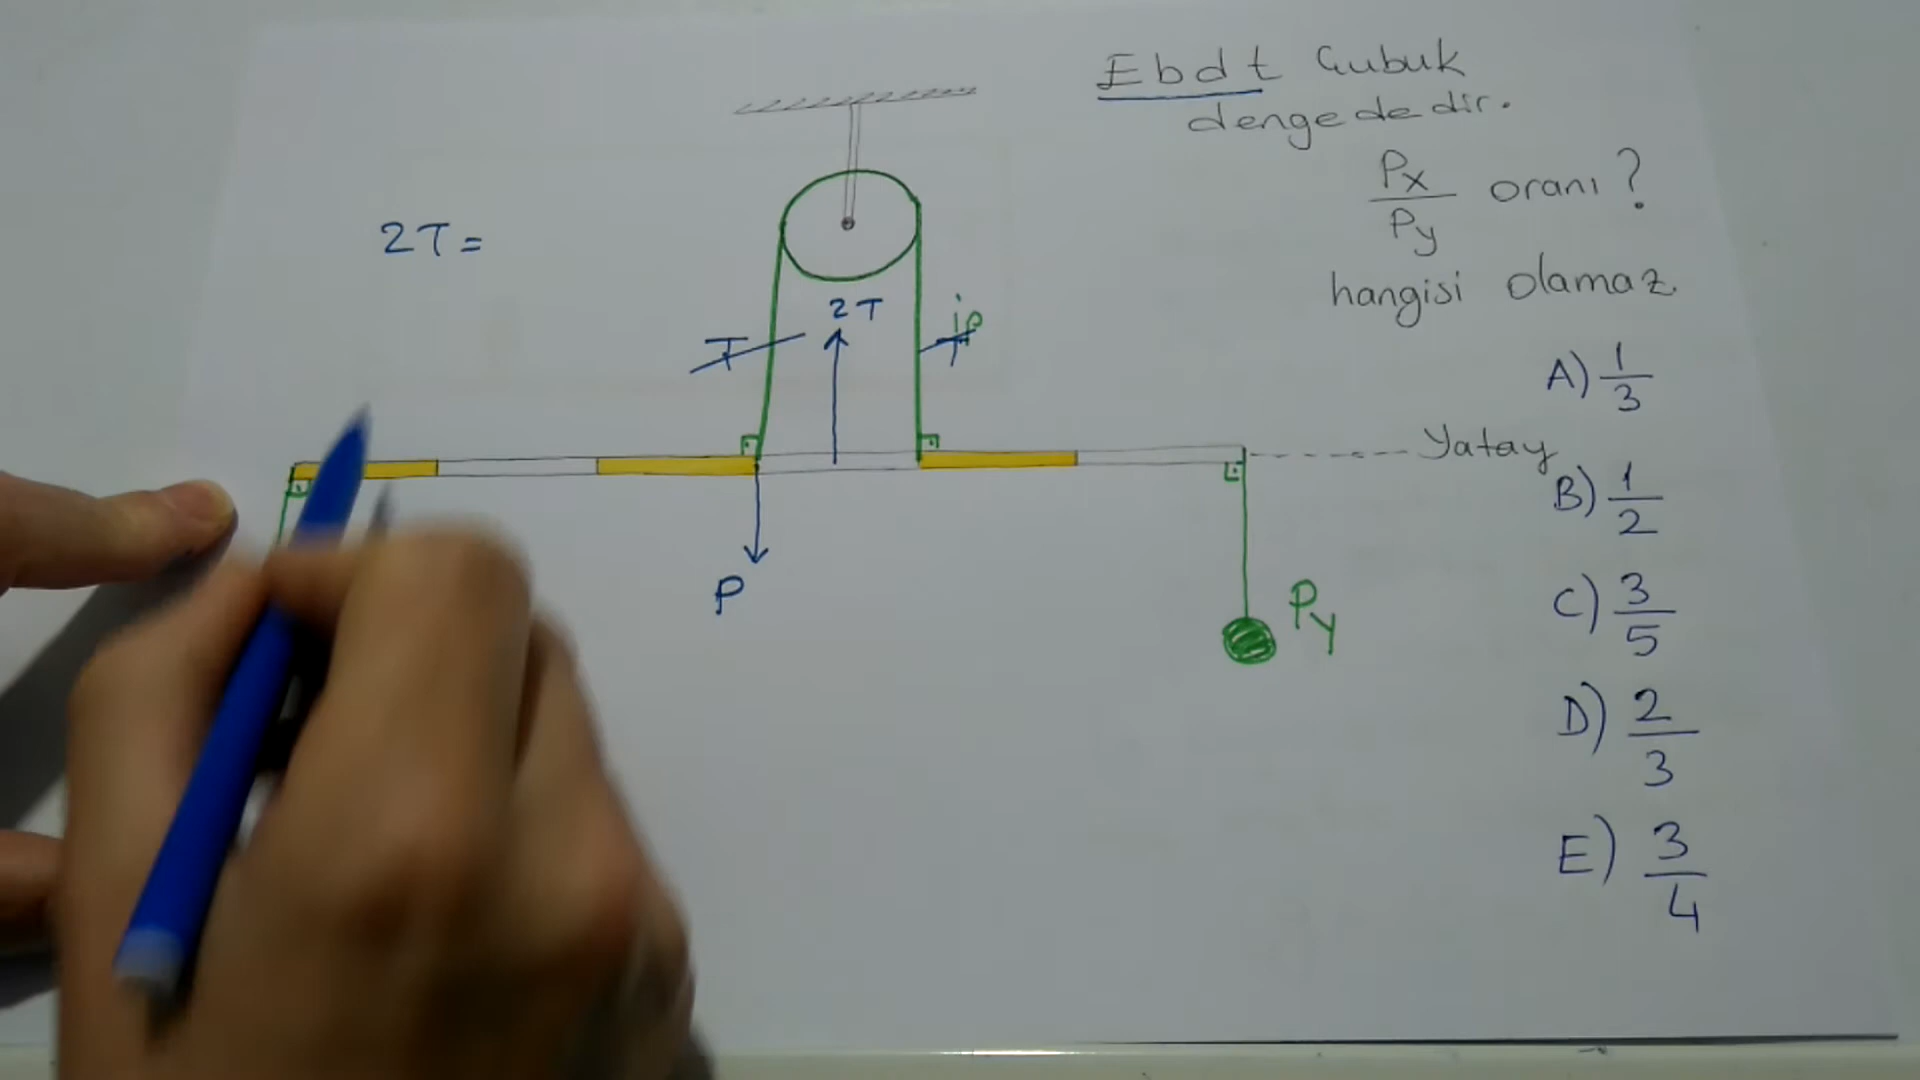 Ebdt Çubuk
dengededir.
Px
Py
oranı?
hangisi olamaz.
2T=
2T
T
ip
T
A) 1/3
Yatay
B) 1/2
P
Py
C) 3/5
D) 2/3
E) 3/4